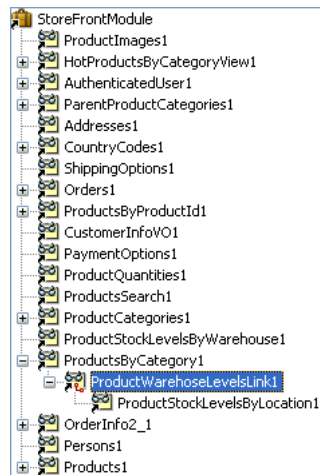 StoreFrontModule
ProductImages1
HotProductsByCategoryView1
AuthenticatedUser1
ParentProductCategories1
Addresses1
CountryCodes1
ShippingOptions1
Orders1
ProductsByProductId1
CustomerInfoVO1
PaymentOptions1
ProductQuantities1
ProductsSearch1
ProductCategories1
ProductStockLevelsByWarehouse1
ProductsByCategory1
ProductWarehoseLevelsLink1
ProductStockLevelsByLocation1
OrderInfo2_1
Persons1
Products1